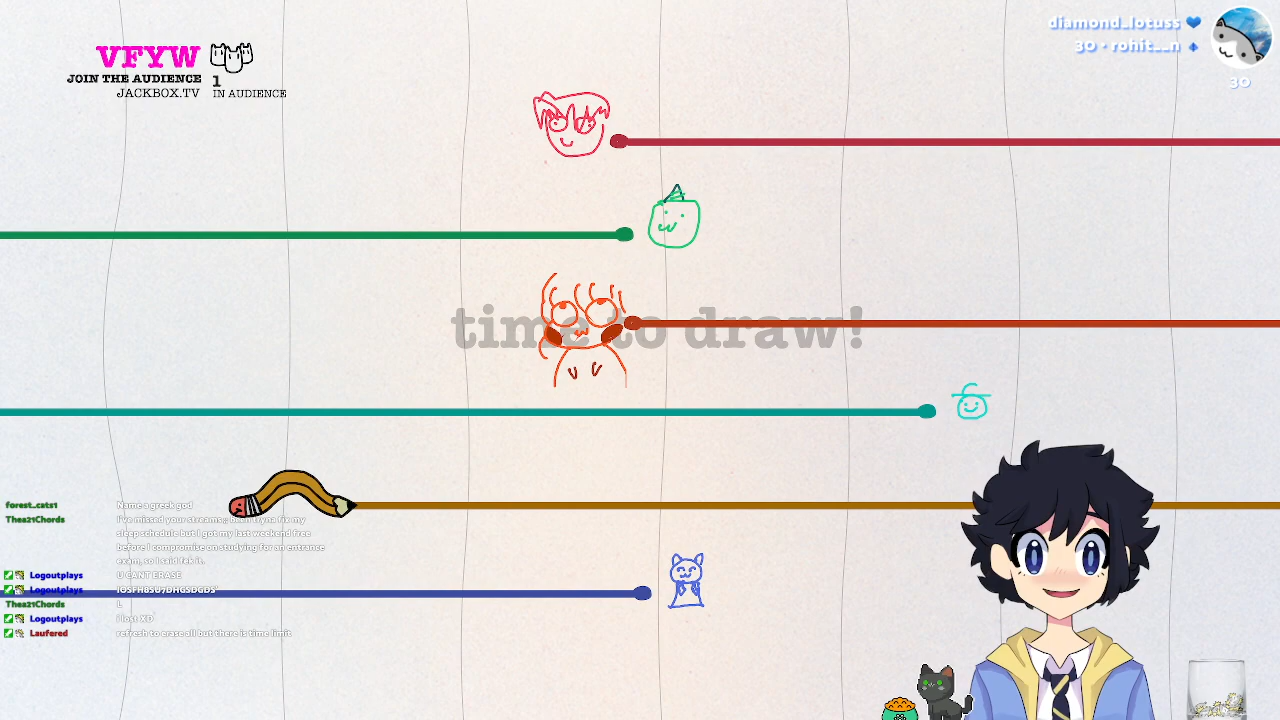 VFYW
JOIN THE AUDIENCE
JACKBOX.TV
1
IN AUDIENCE
diamond_lotuss
30 • rohit__n
30
time to draw!
forest_cats1 Name a greek god
Thea21Chords I've missed your streams;; been tryna fix my
sleep schedule but I got my last weekend free
before I compromise on studying for an entrance
exam, so I said fek it.
Logoutplays U CANT ERASE
Logoutplays
Thea21Chords L
Logoutplays i lost XD
Laufered refresh to erase all but there is time limit